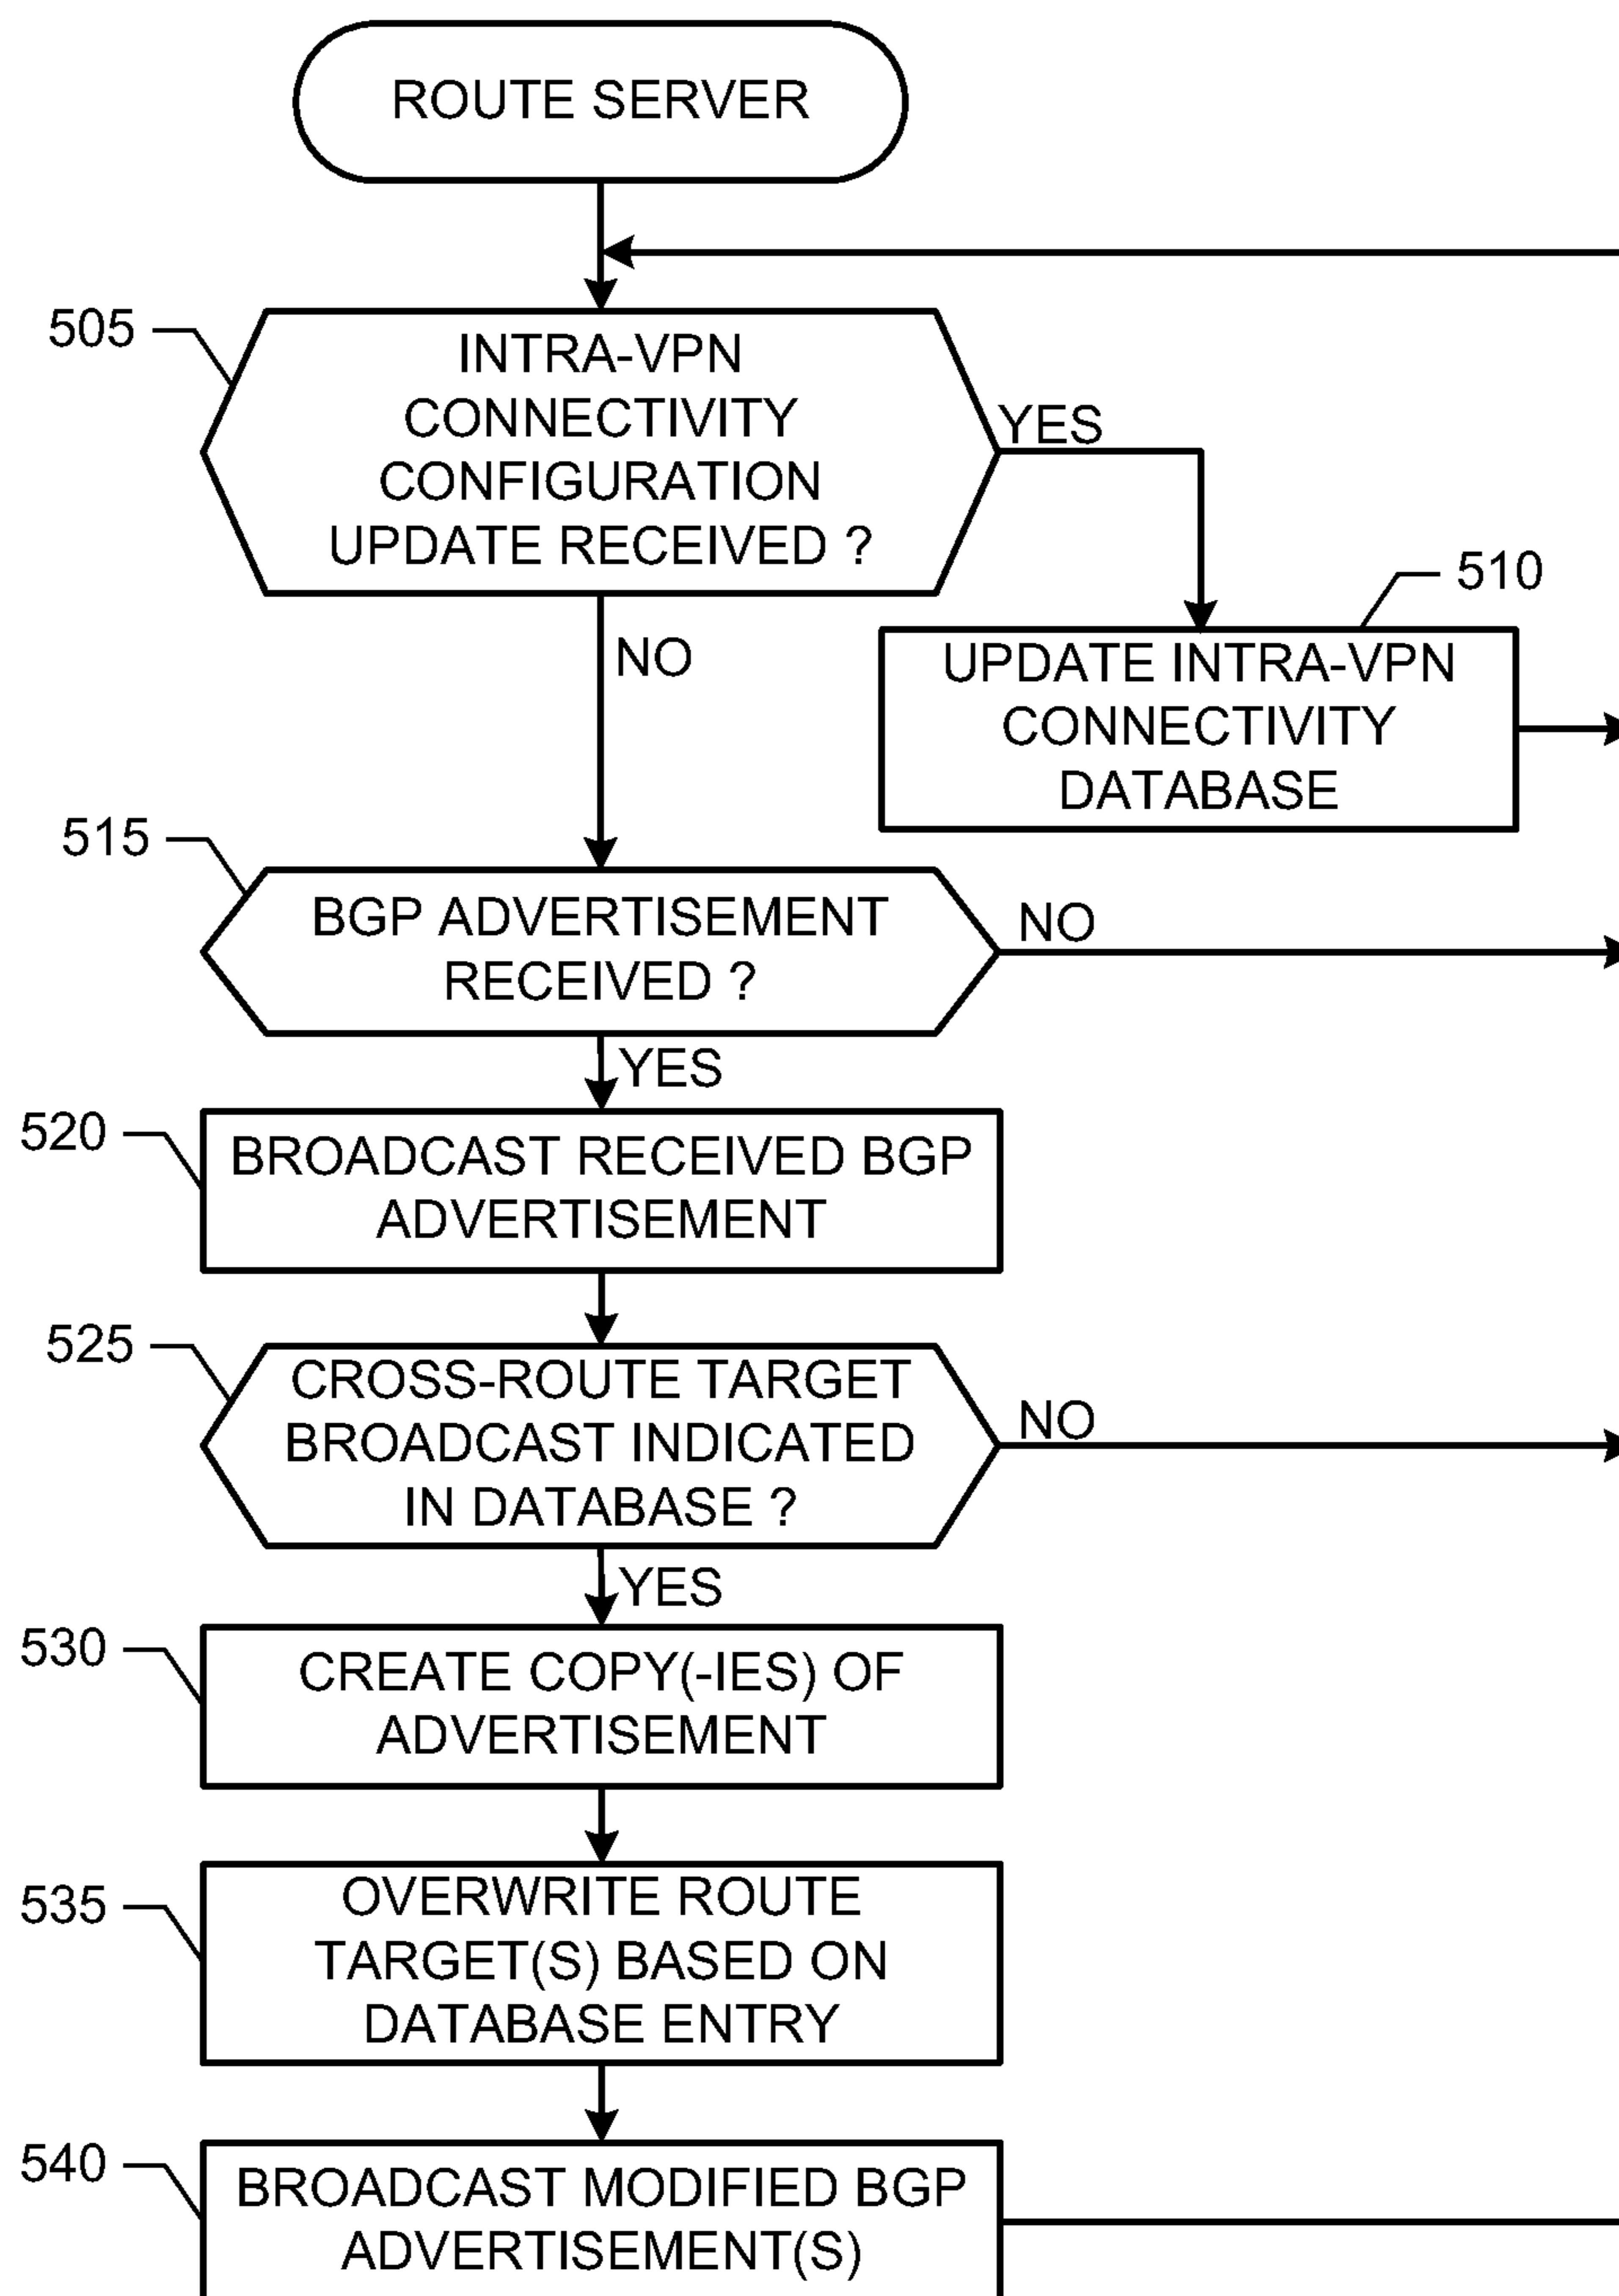 ROUTE SERVER
505
INTRA-VPN
CONNECTIVITY
CONFIGURATION
UPDATE RECEIVED ?
YES
510
NO
UPDATE INTRA-VPN
CONNECTIVITY
DATABASE
515
BGP ADVERTISEMENT
RECEIVED ?
NO
YES
520
BROADCAST RECEIVED BGP
ADVERTISEMENT
525
CROSS-ROUTE TARGET
BROADCAST INDICATED
IN DATABASE ?
NO
YES
530
CREATE COPY(-IES) OF
ADVERTISEMENT
535
OVERWRITE ROUTE
TARGET(S) BASED ON
DATABASE ENTRY
540
BROADCAST MODIFIED BGP
ADVERTISEMENT(S)